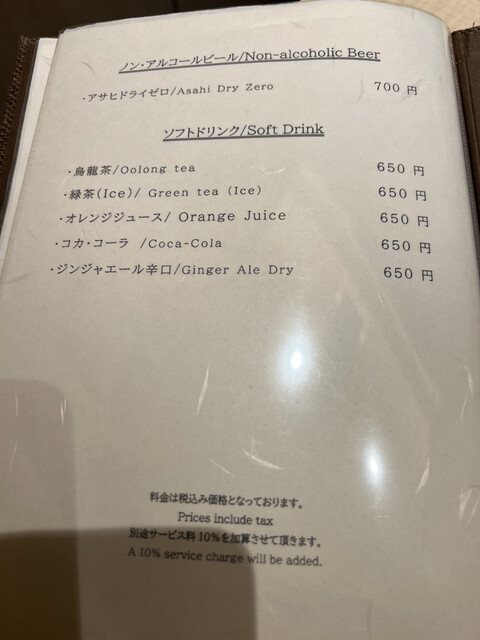 ノン・アルコールビール/Non-alcoholic Beer
・アサヒドライゼロ/Asahi Dry Zero 700 円
ソフトドリンク/Soft Drink
・烏龍茶/Oolong tea 650 円
・緑茶(Ice)/ Green tea (Ice) 650 円
・オレンジジュース/ Orange Juice 650 円
・コカ・コーラ /Coca-Cola 650 円
・ジンジャエール辛口/Ginger Ale Dry 650 円
料金は税込み価格となっております。
Prices include tax
別途サービス料 10%を加算させて頂きます。
A 10% service charge will be added.